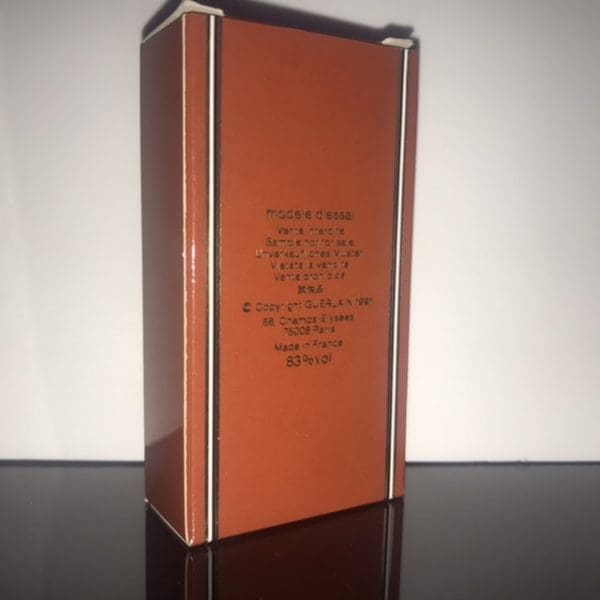 modèle d'essai
Vente interdite
Sample not for sale
Unverkäufliches Muster
Vietata la vendita
Venta prohibida
© Copyright GUERLAIN 1991
68, Champs-Elysées
75008 Paris
Made in France
83% vol